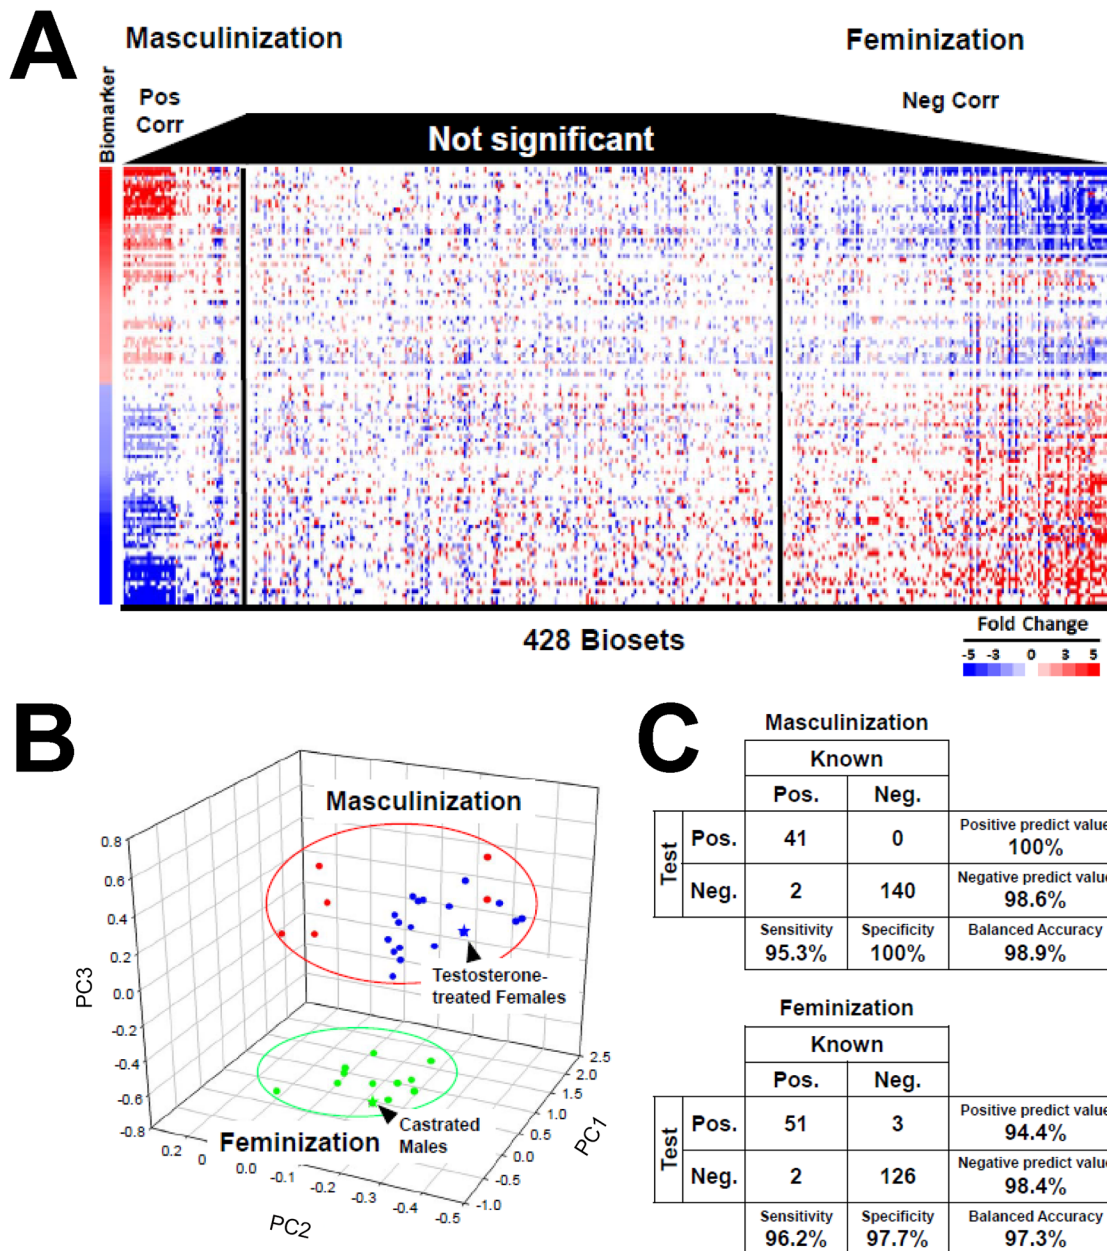 A
Masculinization
Feminization
Biomarker
Pos
Corr
Neg Corr
Not significant
428 Biosets
Fold Change
-5 -3 0 3 5
B
Masculinization
0.8
0.6
0.4
0.2
0.0
-0.2
-0.4
-0.6
-0.8
PC3
Testosterone-
treated Females
Castrated
Males
Feminization
0.2 0 0.0 -0.1 -0.2 -0.3 -0.4 -0.5
PC2
2.5
2.0
1.5
1.0
0.5
0.0
-0.5
-1.0
PC1
C
Masculinization
Known
Pos. Neg.
Test
Pos. 41 0 Positive predict value 100%
Neg. 2 140 Negative predict value 98.6%
Sensitivity Specificity Balanced Accuracy
95.3% 100% 98.9%
Feminization
Known
Pos. Neg.
Test
Pos. 51 3 Positive predict value 94.4%
Neg. 2 126 Negative predict value 98.4%
Sensitivity Specificity Balanced Accuracy
96.2% 97.7% 97.3%